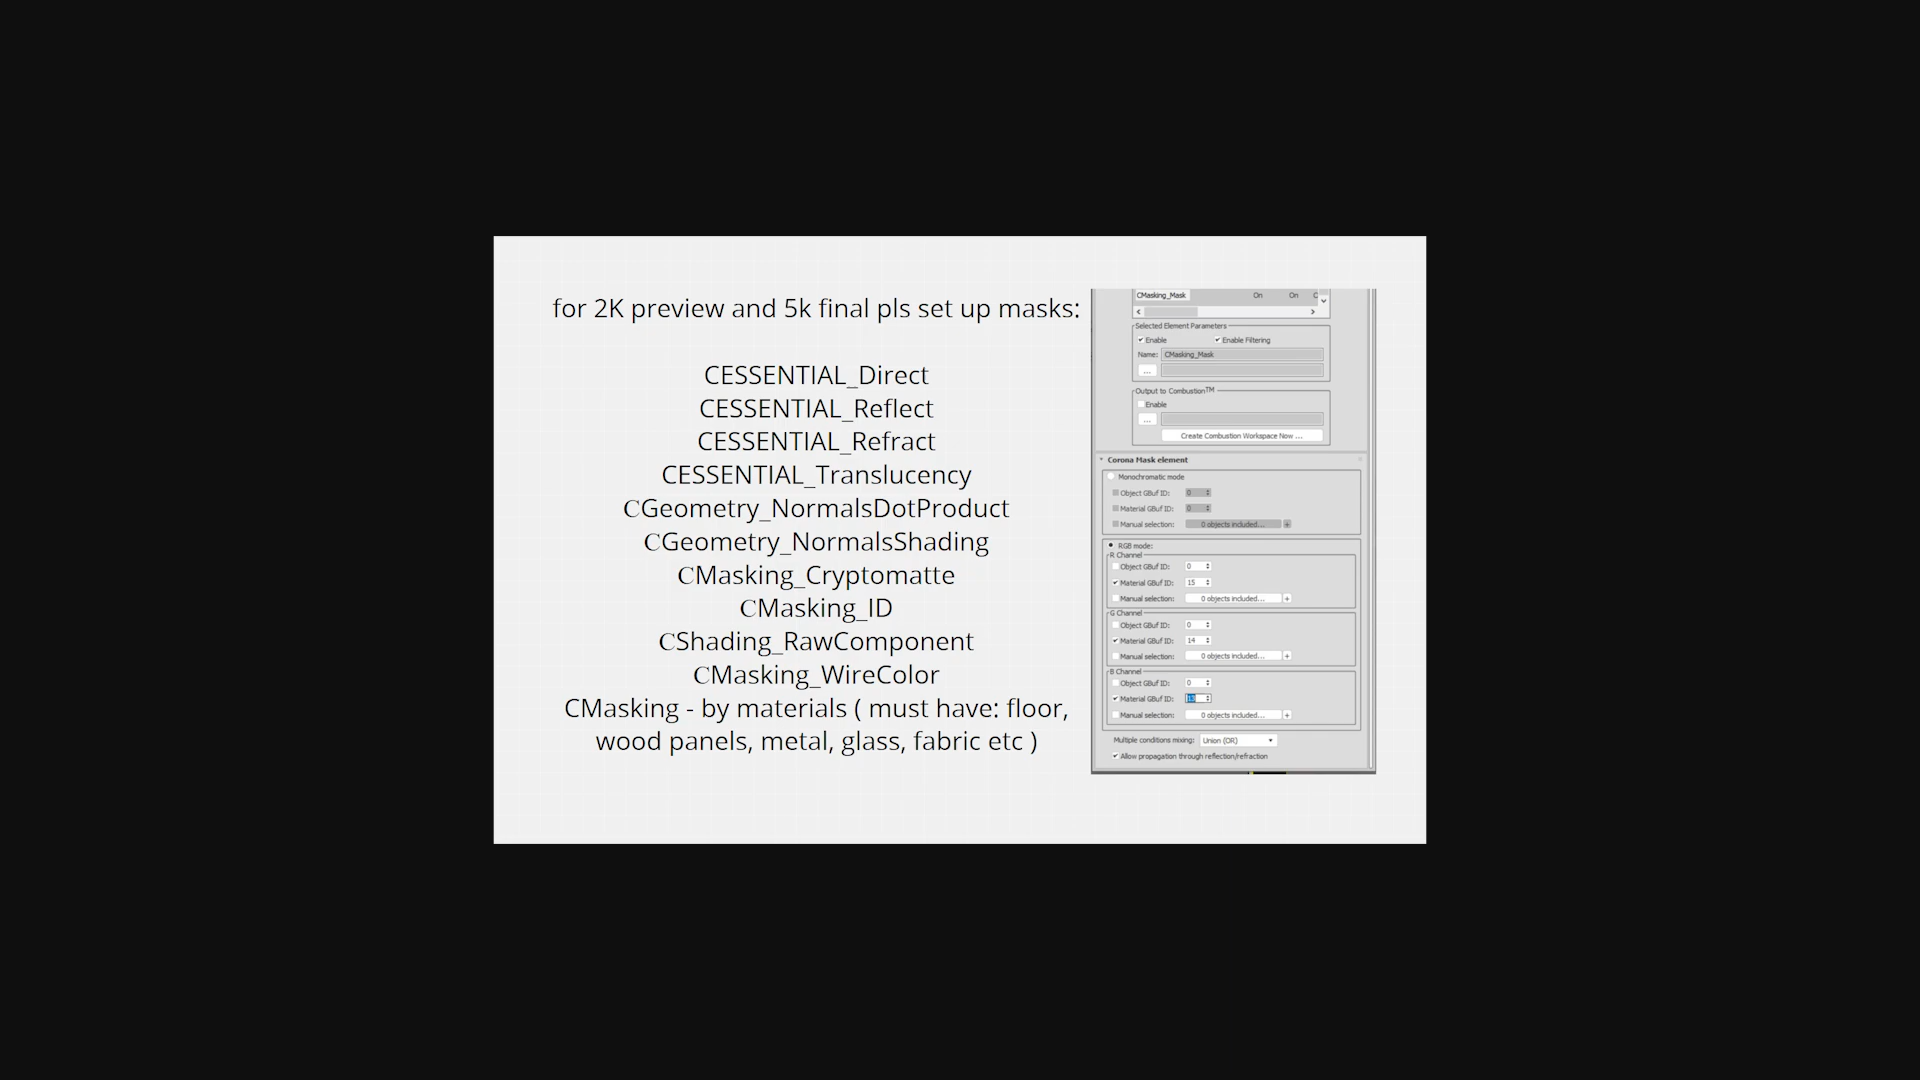 for 2K preview and 5k final pls set up masks:
CESSENTIAL_Direct
CESSENTIAL_Reflect
CESSENTIAL_Refract
CESSENTIAL_Translucency
CGeometry_NormalsDotProduct
CGeometry_NormalsShading
CMasking_Cryptomatte
CMasking_ID
CShading_RawComponent
CMasking_WireColor
CMasking - by materials ( must have: floor,
wood panels, metal, glass, fabric etc )
CMasking_Mask On On
Selected Element Parameters
Enable Enable Filtering
Name: CMasking_Mask
...
Output to Combustion™
Enable
...
Create Combustion Workspace Now ...
Corona Mask element
Monochromatic mode
Object GBuf ID: 0
Material GBuf ID: 0
Manual selection: 0 objects included... +
RGB mode:
R Channel
Object GBuf ID: 0
Material GBuf ID: 15
Manual selection: 0 objects included... +
G Channel
Object GBuf ID: 0
Material GBuf ID: 14
Manual selection: 0 objects included... +
B Channel
Object GBuf ID: 0
Material GBuf ID:
Manual selection: 0 objects included... +
Multiple conditions mixing: Union (OR)
Allow propagation through reflection/refraction